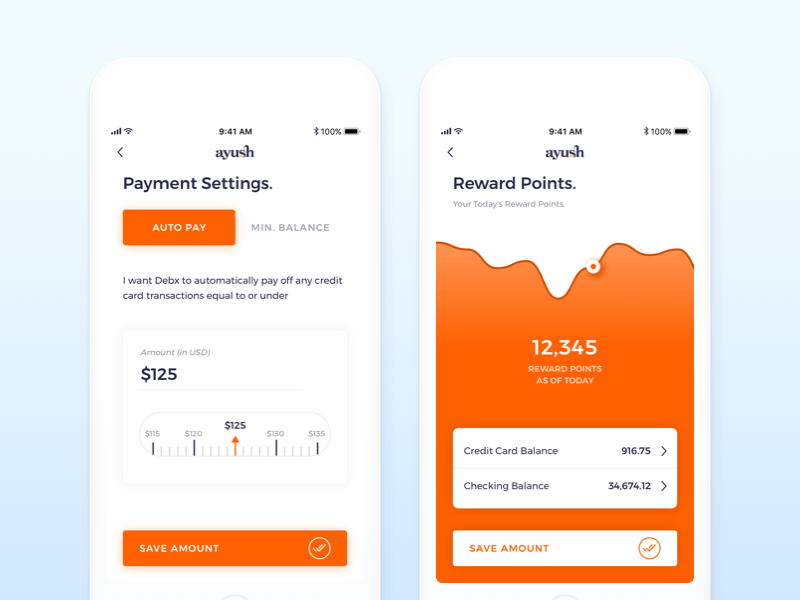 9:41 AM
100%
ayush
Payment Settings.
AUTO PAY
MIN. BALANCE
I want Debx to automatically pay off any credit
card transactions equal to or under
Amount (in USD)
$125
$125
$115 $120 $130 $135
SAVE AMOUNT
9:41 AM
100%
ayush
Reward Points.
Your Today's Reward Points.
12,345
REWARD POINTS
AS OF TODAY
Credit Card Balance 916.75
Checking Balance 34,674.12
SAVE AMOUNT